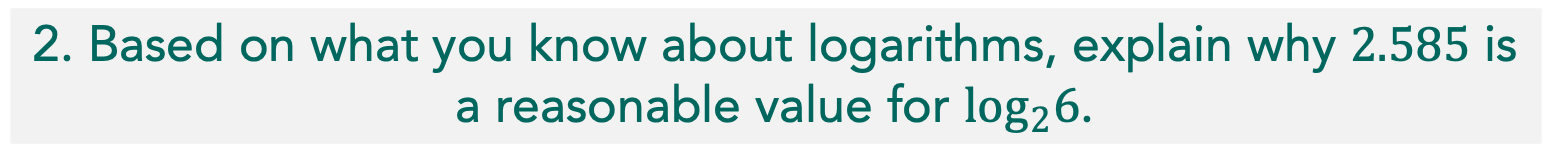 2. Based on what you know about logarithms, explain why 2.585 is
a reasonable value for log₂6.